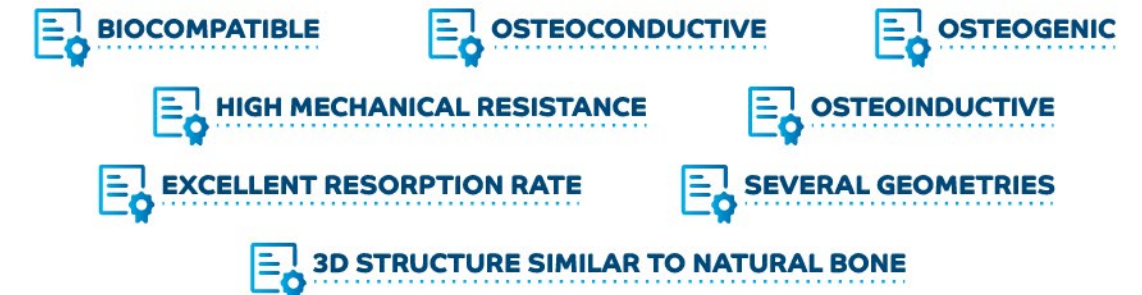 BIOCOMPATIBLE
OSTEOCONDUCTIVE
OSTEOGENIC
HIGH MECHANICAL RESISTANCE
OSTEOINDUCTIVE
EXCELLENT RESORPTION RATE
SEVERAL GEOMETRIES
3D STRUCTURE SIMILAR TO NATURAL BONE